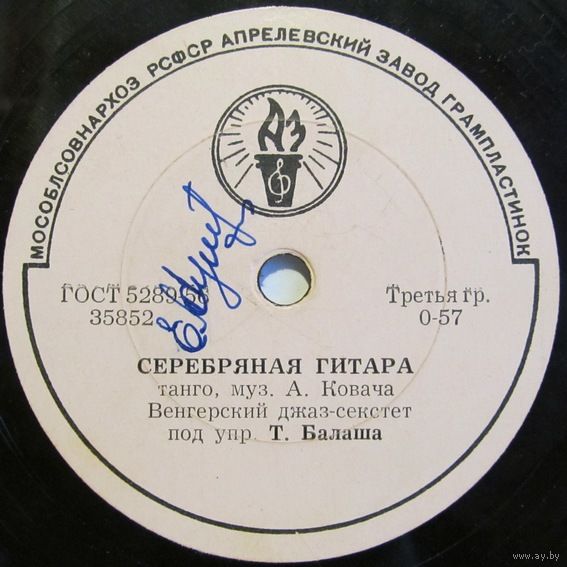 МОСОБЛСОВНАРХОЗ РСФСР АПРЕЛЕВСКИЙ ЗАВОД ГРАМПЛАСТИНОК
АЗ
ГОСТ 5289-56
Третья гр.
35852
0-57
СЕРЕБРЯНАЯ ГИТАРА
танго, муз. А. Ковача
Венгерский джаз-секстет
под упр. Т. Балаша
www.ay.by